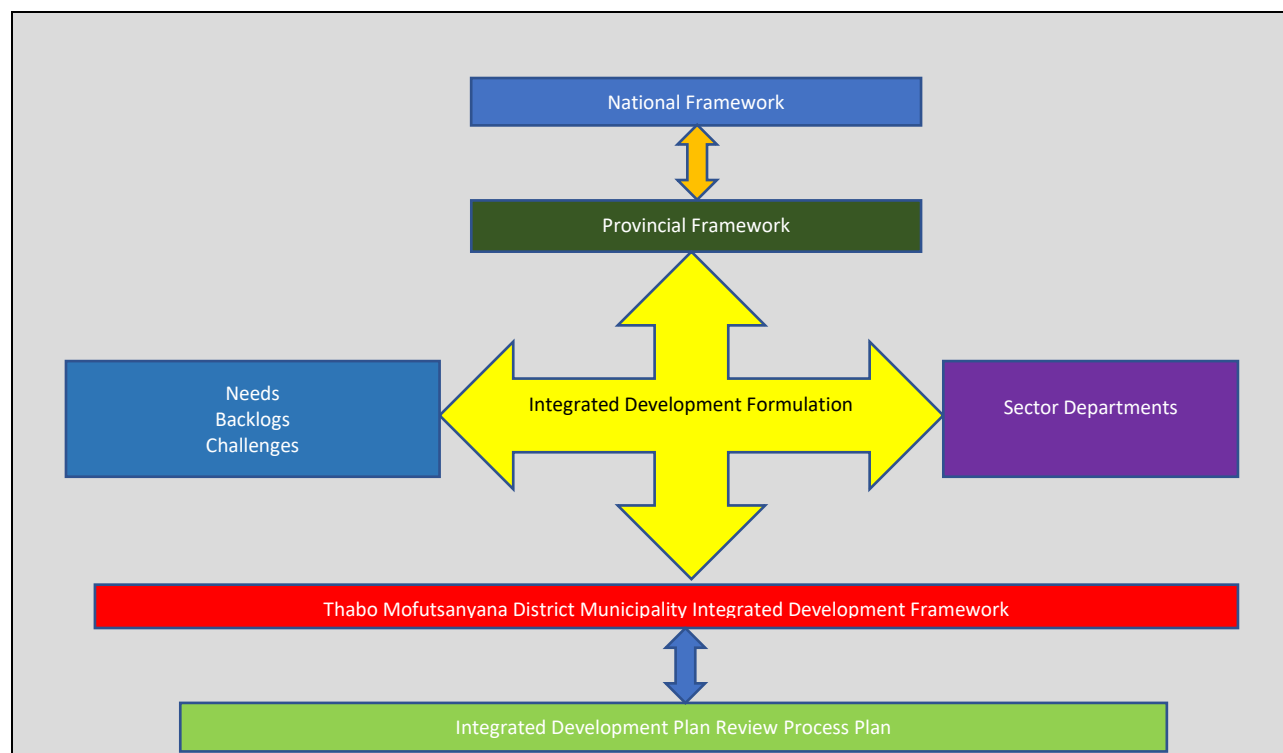 National Framework
Provincial Framework
Needs
Backlogs
Challenges
Integrated Development Formulation
Sector Departments
Thabo Mofutsanyana District Municipality Integrated Development Framework
Integrated Development Plan Review Process Plan